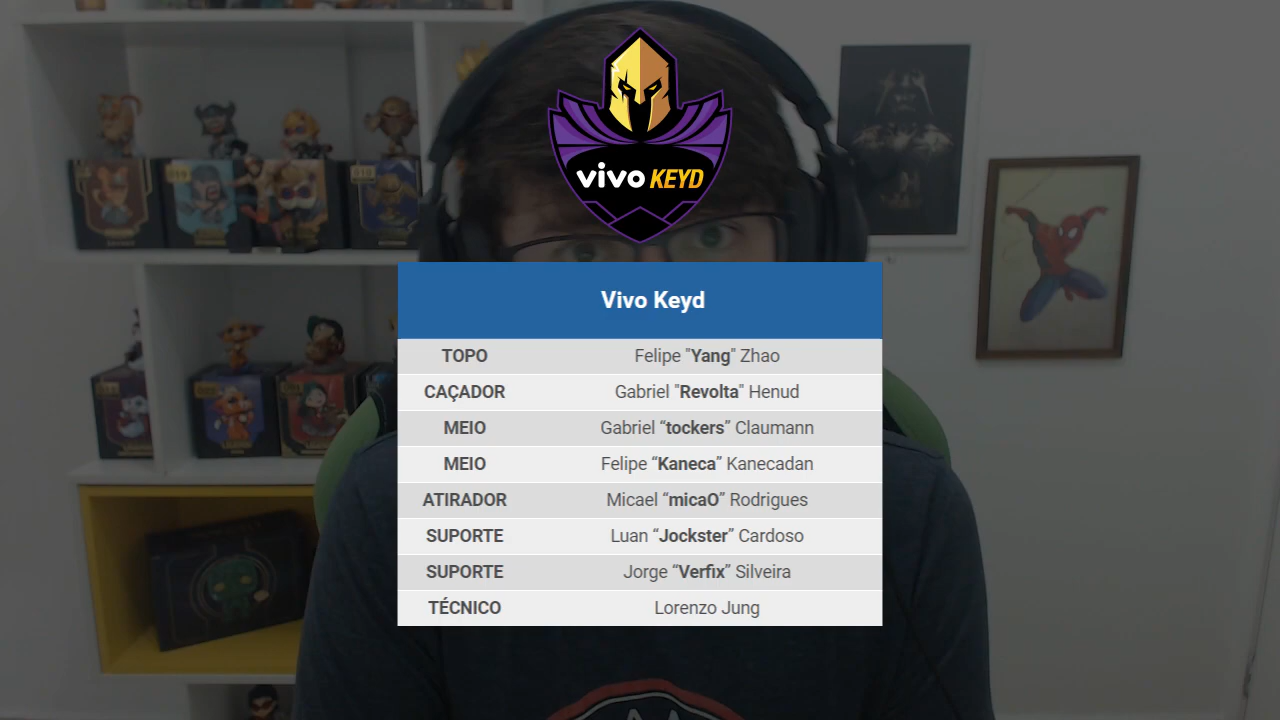 vivo KEYD
Vivo Keyd
TOPO Felipe "Yang" Zhao
CAÇADOR Gabriel "Revolta" Henud
MEIO Gabriel “tockers” Claumann
MEIO Felipe “Kaneca” Kanecadan
ATIRADOR Micael “micaO” Rodrigues
SUPORTE Luan “Jockster” Cardoso
SUPORTE Jorge “Verfix” Silveira
TÉCNICO Lorenzo Jung